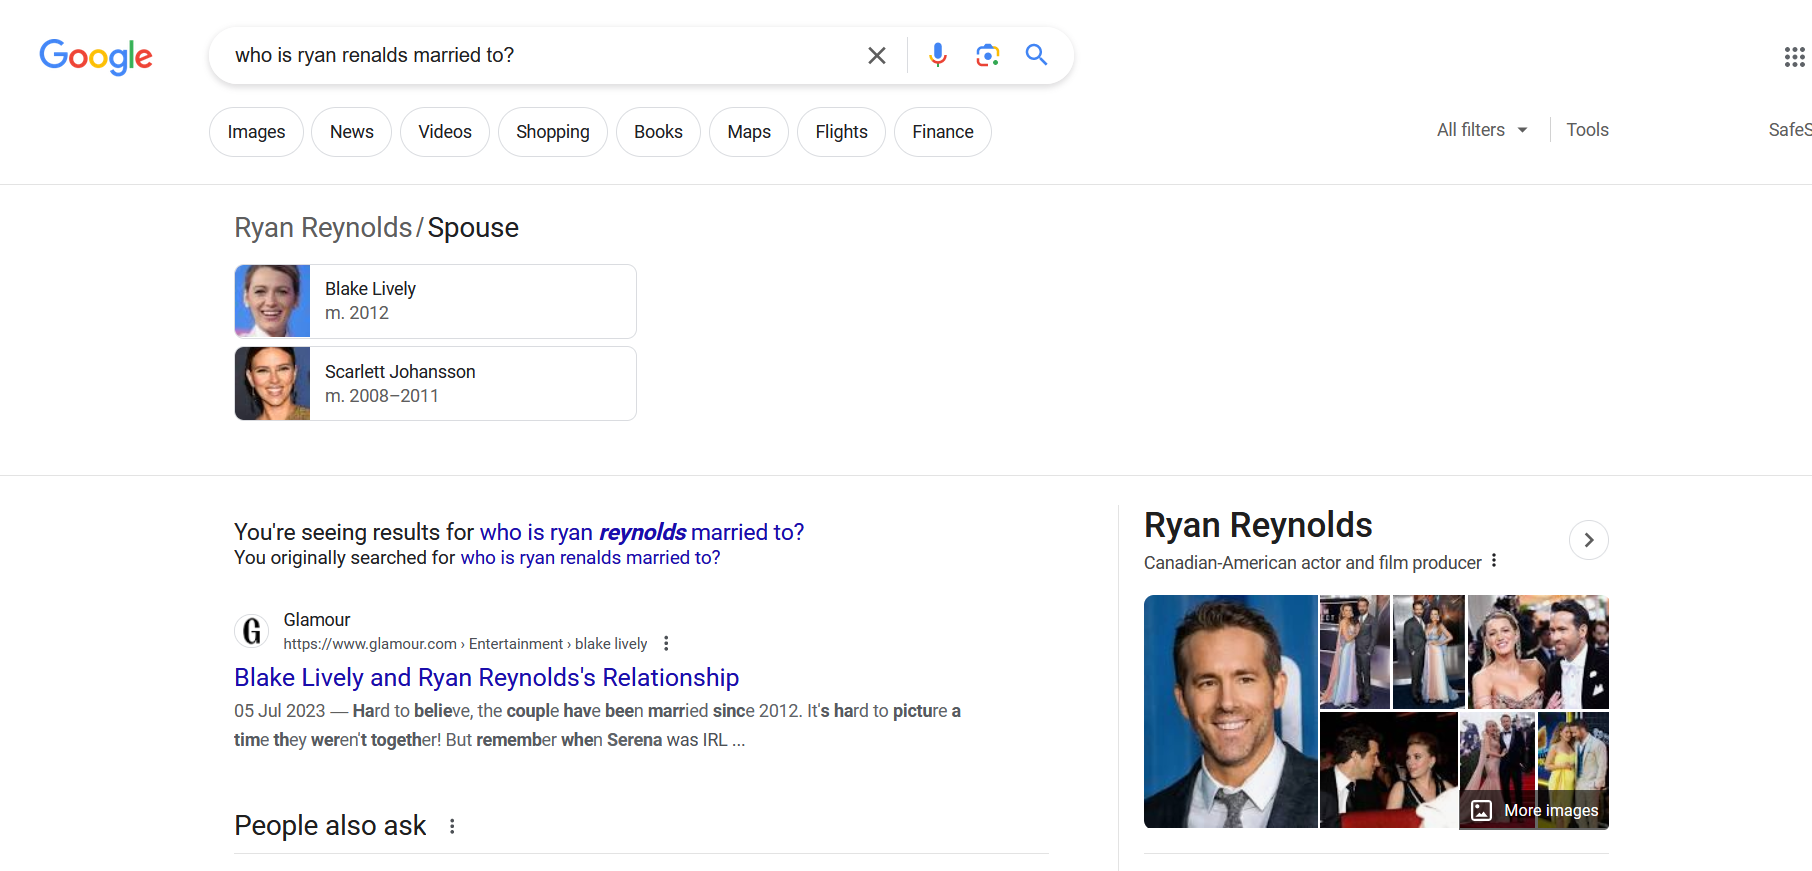 Google
who is ryan renalds married to?
Images News Videos Shopping Books Maps Flights Finance
All filters Tools SafeS
Ryan Reynolds/Spouse
Blake Lively
m. 2012
Scarlett Johansson
m. 2008–2011
You're seeing results for who is ryan reynolds married to?
You originally searched for who is ryan renalds married to?
G
Glamour
https://www.glamour.com › Entertainment › blake lively
Blake Lively and Ryan Reynolds's Relationship
05 Jul 2023 — Hard to believe, the couple have been married since 2012. It's hard to picture a
time they weren't together! But remember when Serena was IRL ...
People also ask
Ryan Reynolds
Canadian-American actor and film producer
More images